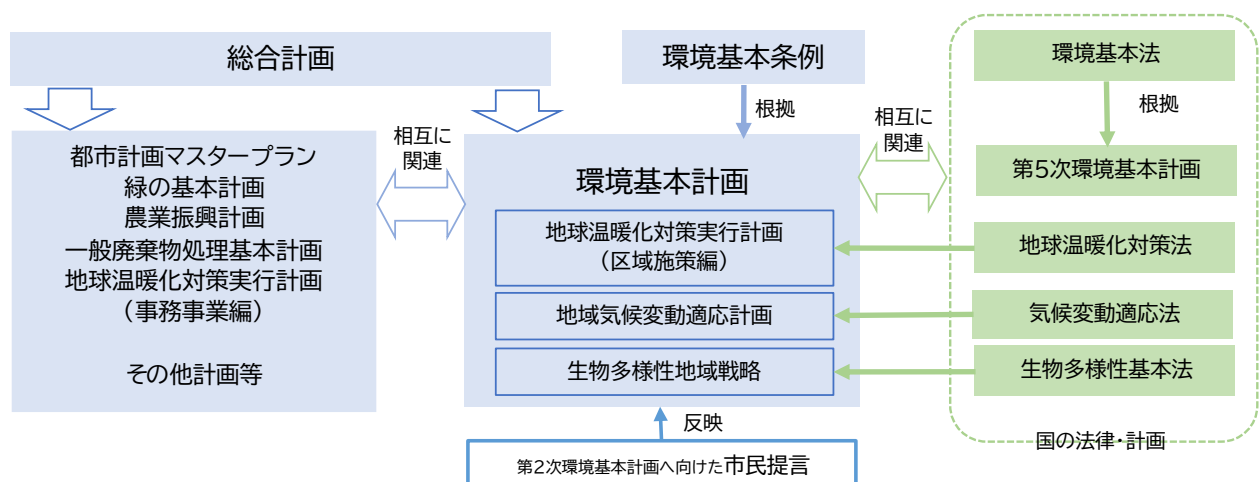 総合計画
環境基本条例
環境基本法
根拠
根拠
相互に
関連
相互に
関連
都市計画マスタープラン
緑の基本計画
農業振興計画
一般廃棄物処理基本計画
地球温暖化対策実行計画
（事務事業編）
その他計画等
環境基本計画
地球温暖化対策実行計画
（区域施策編）
地域気候変動適応計画
生物多様性地域戦略
第5次環境基本計画
地球温暖化対策法
気候変動適応法
生物多様性基本法
国の法律・計画
反映
第2次環境基本計画へ向けた市民提言